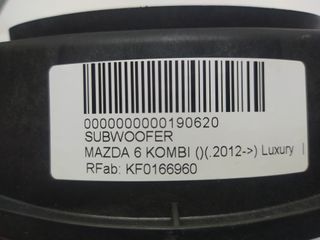 0000000000190620
SUBWOOFER
MAZDA 6 KOMBI ()(.2012->) Luxury |
RFab: KF0166960